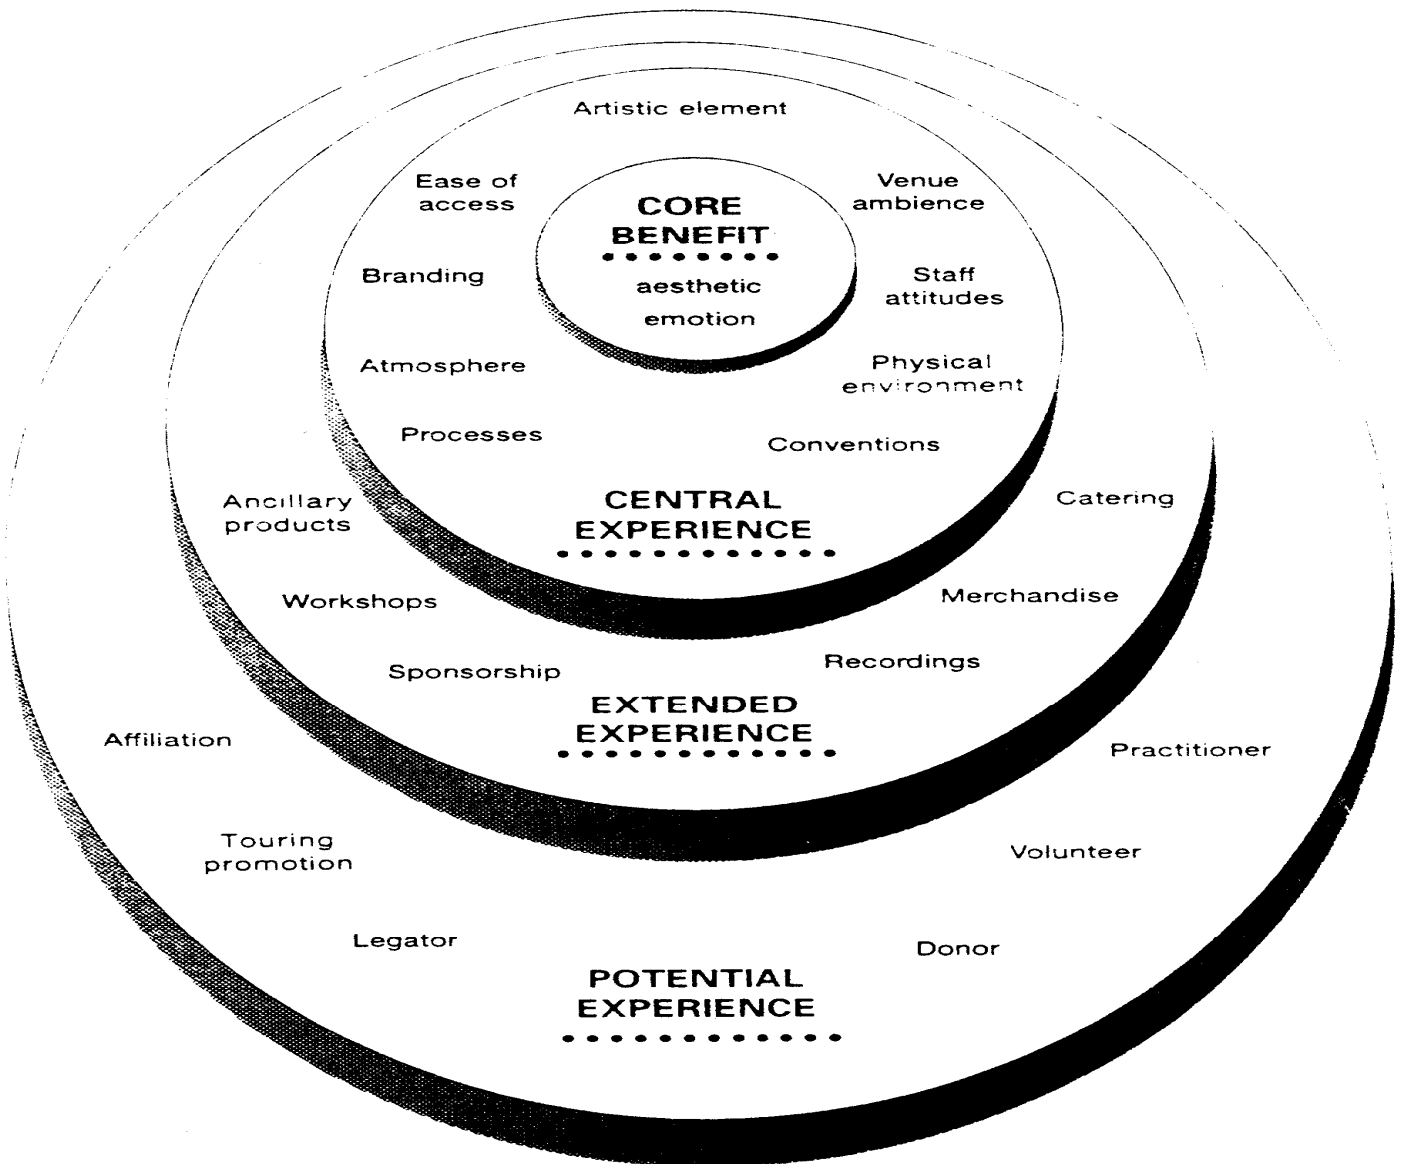 Artistic element
Ease of
access
Venue
ambience
CORE
BENEFIT
aesthetic
emotion
Branding
Staff
attitudes
Atmosphere
Physical
environment
Processes
Conventions
CENTRAL
EXPERIENCE
Ancillary
products
Catering
Workshops
Merchandise
Sponsorship
Recordings
EXTENDED
EXPERIENCE
Affiliation
Practitioner
Touring
promotion
Volunteer
Legator
Donor
POTENTIAL
EXPERIENCE